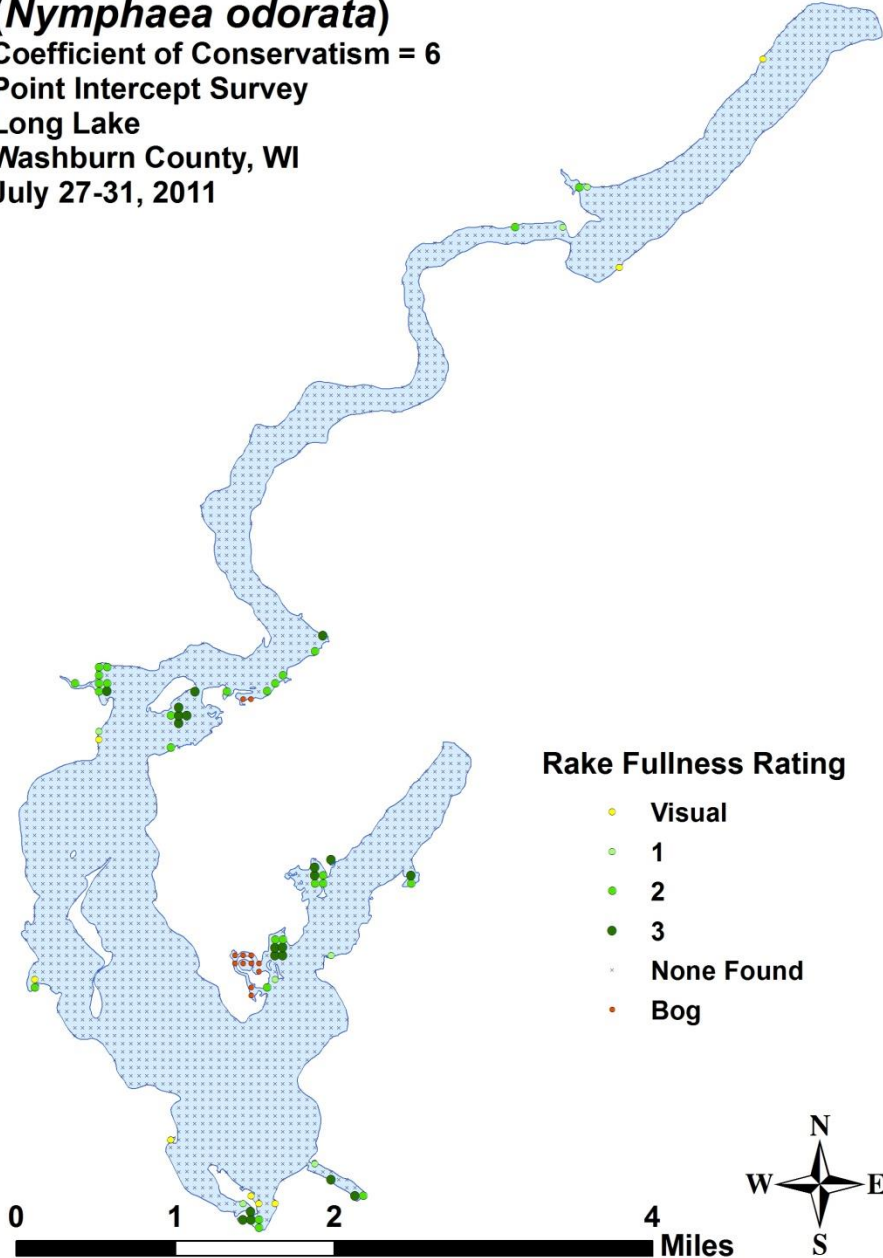 (Nymphaea odorata)
Coefficient of Conservatism = 6
Point Intercept Survey
Long Lake
Washburn County, WI
July 27-31, 2011
Rake Fullness Rating
Visual
1
2
3
None Found
Bog
N
W E
S
0 1 2 4
Miles